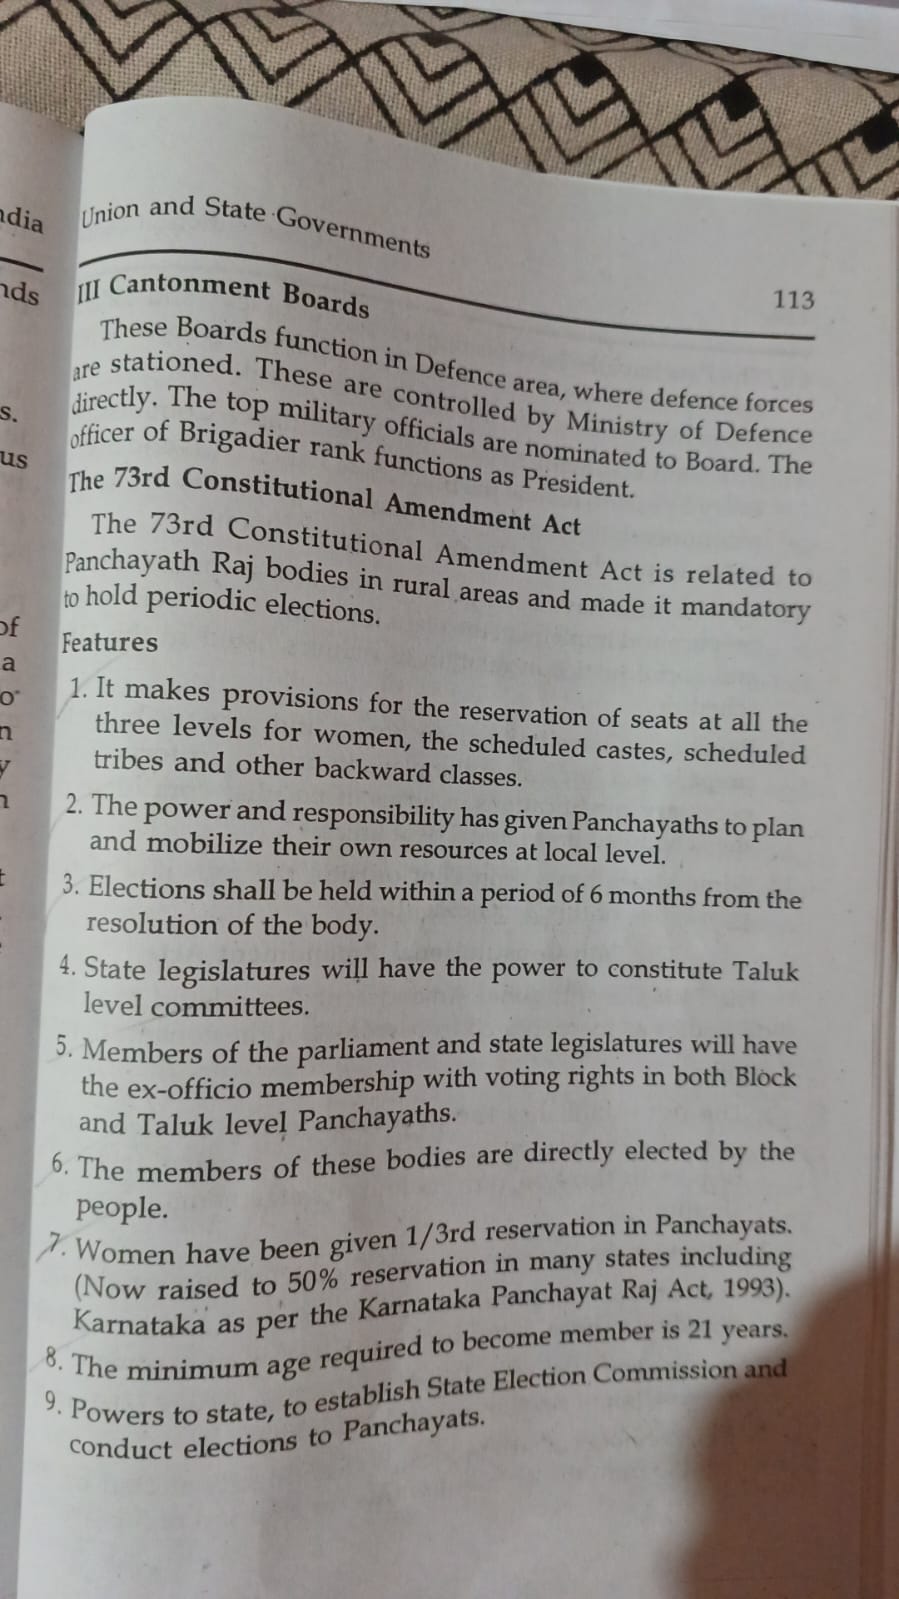 ndia
nds
s.
us
of
a
o
n
y
n
t
Union and State Governments
113
III Cantonment Boards
These Boards function in Defence area, where defence forces
are stationed. These are controlled by Ministry of Defence
directly. The top military officials are nominated to Board. The
officer of Brigadier rank functions as President.
The 73rd Constitutional Amendment Act
The 73rd Constitutional Amendment Act is related to
Panchayath Raj bodies in rural areas and made it mandatory
to hold periodic elections.
Features
1. It makes provisions for the reservation of seats at all the
three levels for women, the scheduled castes, scheduled
tribes and other backward classes.
2. The power and responsibility has given Panchayaths to plan
and mobilize their own resources at local level.
3. Elections shall be held within a period of 6 months from the
resolution of the body.
4. State legislatures will have the power to constitute Taluk
level committees.
5. Members of the parliament and state legislatures will have
the ex-officio membership with voting rights in both Block
and Taluk level Panchayaths.
6. The members of these bodies are directly elected by the
people.
7. Women have been given 1/3rd reservation in Panchayats.
(Now raised to 50% reservation in many states including
Karnataka as per the Karnataka Panchayat Raj Act, 1993).
8. The minimum age required to become member is 21 years.
9. Powers to state, to establish State Election Commission and
conduct elections to Panchayats.